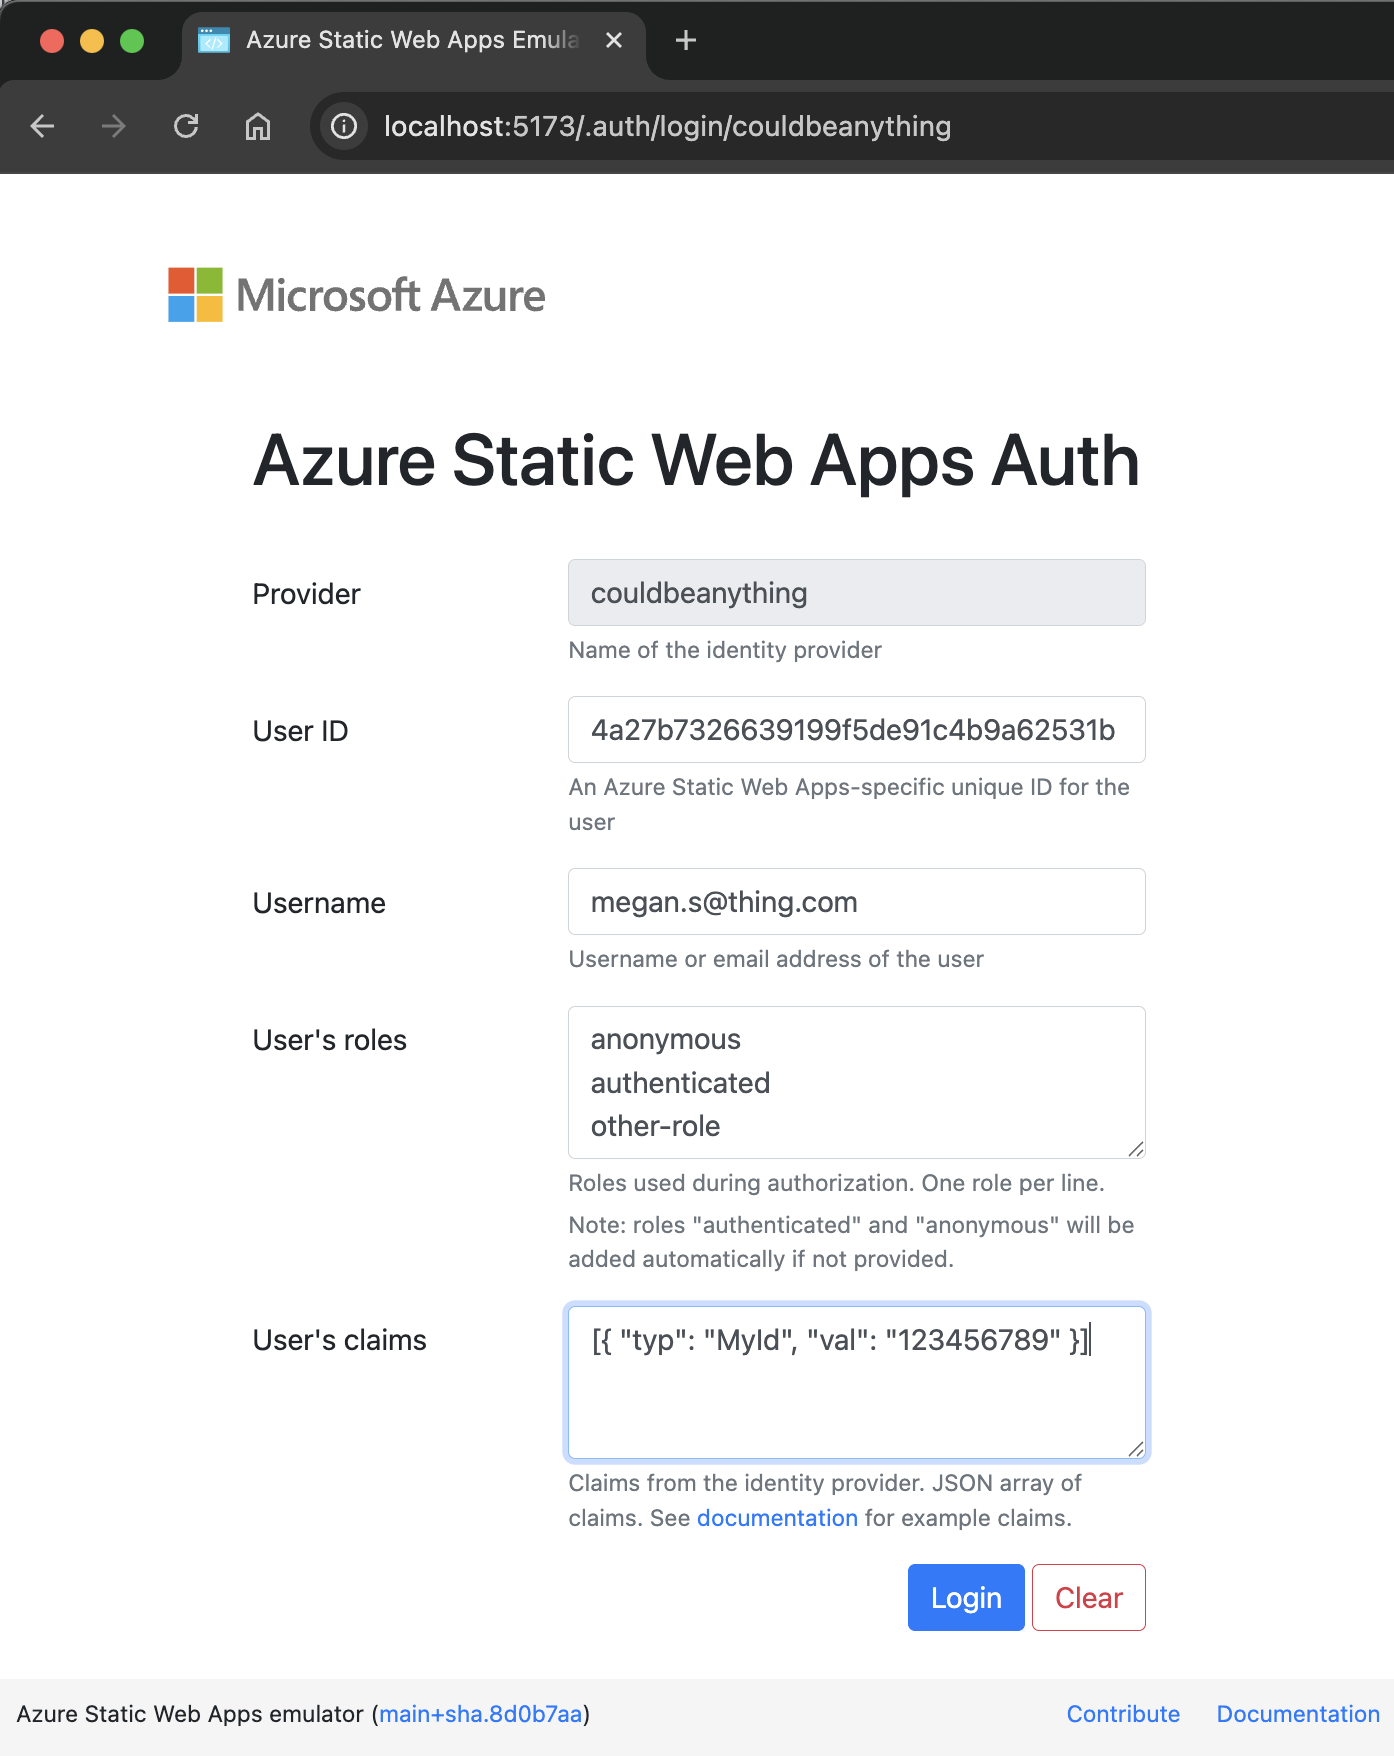 Azure Static Web Apps Emula
localhost:5173/.auth/login/couldbeanything
Microsoft Azure
Azure Static Web Apps Auth
Provider
couldbeanything
Name of the identity provider
User ID
4a27b7326639199f5de91c4b9a62531b
An Azure Static Web Apps-specific unique ID for the
user
Username
megan.s@thing.com
Username or email address of the user
User's roles
anonymous
authenticated
other-role
Roles used during authorization. One role per line.
Note: roles "authenticated" and "anonymous" will be
added automatically if not provided.
User's claims
[{ "typ": "MyId", "val": "123456789" }]
Claims from the identity provider. JSON array of
claims. See documentation for example claims.
Login Clear
Azure Static Web Apps emulator (main+sha.8d0b7aa) Contribute Documentation